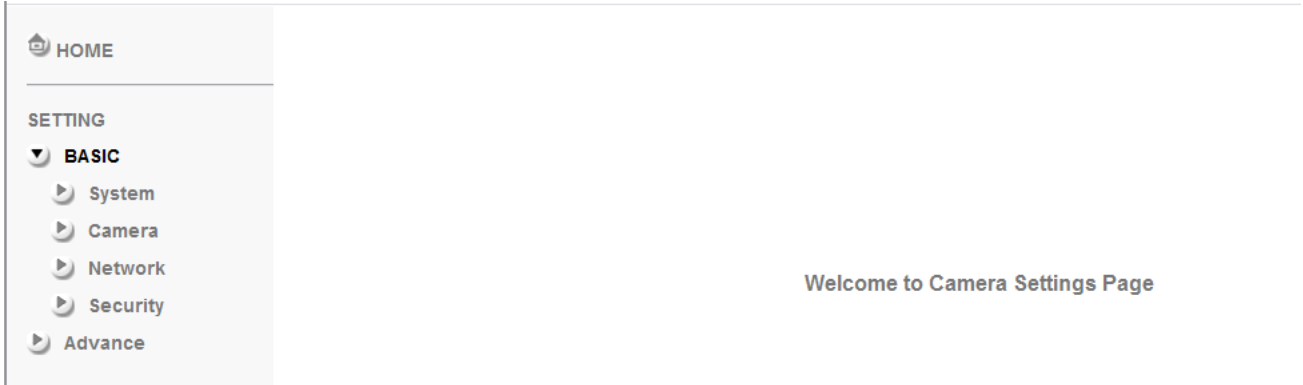 HOME
SETTING
BASIC
System
Camera
Network
Security
Advance
Welcome to Camera Settings Page